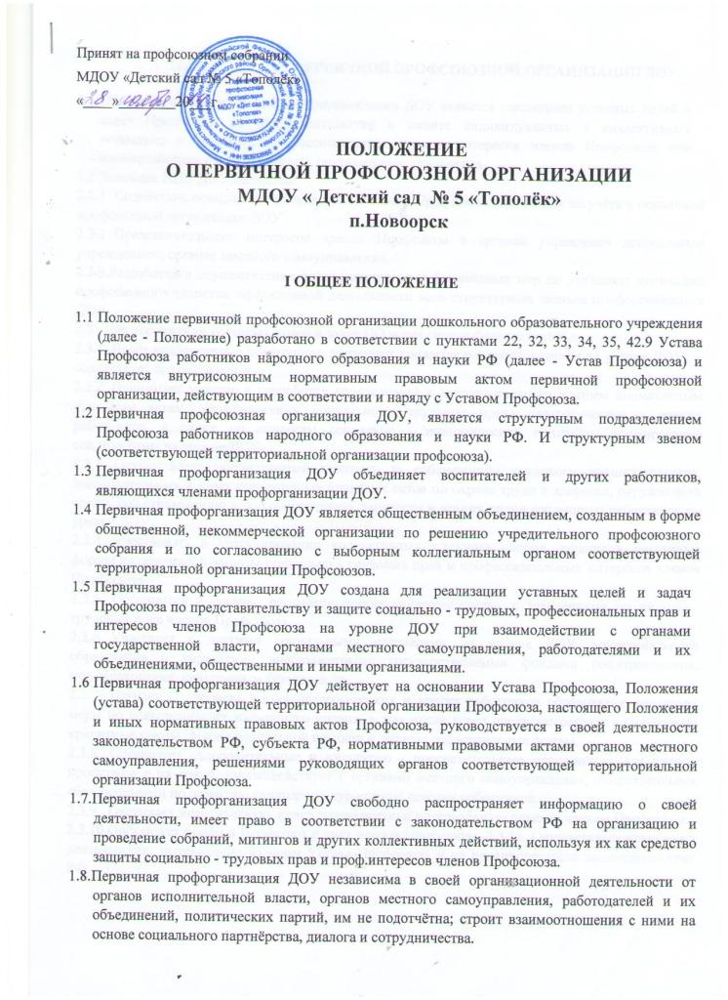 Принят на профсоюзном собрании
МДОУ «Детский сад № 5 «Тополёк»
«28» ноября 20 г.
профсоюзная
организация
МДОУ «Дет сад № 5
«Тополек»
п.Новоорск
ПОЛОЖЕНИЕ
О ПЕРВИЧНОЙ ПРОФСОЮЗНОЙ ОРГАНИЗАЦИИ
МДОУ « Детский сад № 5 «Тополёк»
п.Новоорск
I ОБЩЕЕ ПОЛОЖЕНИЕ
1.1 Положение первичной профсоюзной организации дошкольного образовательного учреждения
(далее - Положение) разработано в соответствии с пунктами 22, 32, 33, 34, 35, 42.9 Устава
Профсоюза работников народного образования и науки РФ (далее - Устав Профсоюза) и
является внутрисоюзным нормативным правовым актом первичной профсоюзной
организации, действующим в соответствии и наряду с Уставом Профсоюза.
1.2 Первичная профсоюзная организация ДОУ, является структурным подразделением
Профсоюза работников народного образования и науки РФ. И структурным звеном
(соответствующей территориальной организации профсоюза).
1.3 Первичная профорганизация ДОУ объединяет воспитателей и других работников,
являющихся членами профорганизации ДОУ.
1.4 Первичная профорганизация ДОУ является общественным объединением, созданным в форме
общественной, некоммерческой организации по решению учредительного профсоюзного
собрания и по согласованию с выборным коллегиальным органом соответствующей
территориальной организации Профсоюзов.
1.5 Первичная профорганизация ДОУ создана для реализации уставных целей и задач
Профсоюза по представительству и защите социально - трудовых, профессиональных прав и
интересов членов Профсоюза на уровне ДОУ при взаимодействии с органами
государственной власти, органами местного самоуправления, работодателями и их
объединениями, общественными и иными организациями.
1.6 Первичная профорганизация ДОУ действует на основании Устава Профсоюза, Положения
(устава) соответствующей территориальной организации Профсоюза, настоящего Положения
и иных нормативных правовых актов Профсоюза, руководствуется в своей деятельности
законодательством РФ, субъекта РФ, нормативными правовыми актами органов местного
самоуправления, решениями руководящих органов соответствующей территориальной
организации Профсоюза.
1.7.Первичная профорганизация ДОУ свободно распространяет информацию о своей
деятельности, имеет право в соответствии с законодательством РФ на организацию и
проведение собраний, митингов и других коллективных действий, используя их как средство
защиты социально - трудовых прав и проф.интересов членов Профсоюза.
1.8.Первичная профорганизация ДОУ независима в своей организационной деятельности от
органов исполнительной власти, органов местного самоуправления, работодателей и их
объединений, политических партий, им не подотчётна; строит взаимоотношения с ними на
основе социального партнёрства, диалога и сотрудничества.